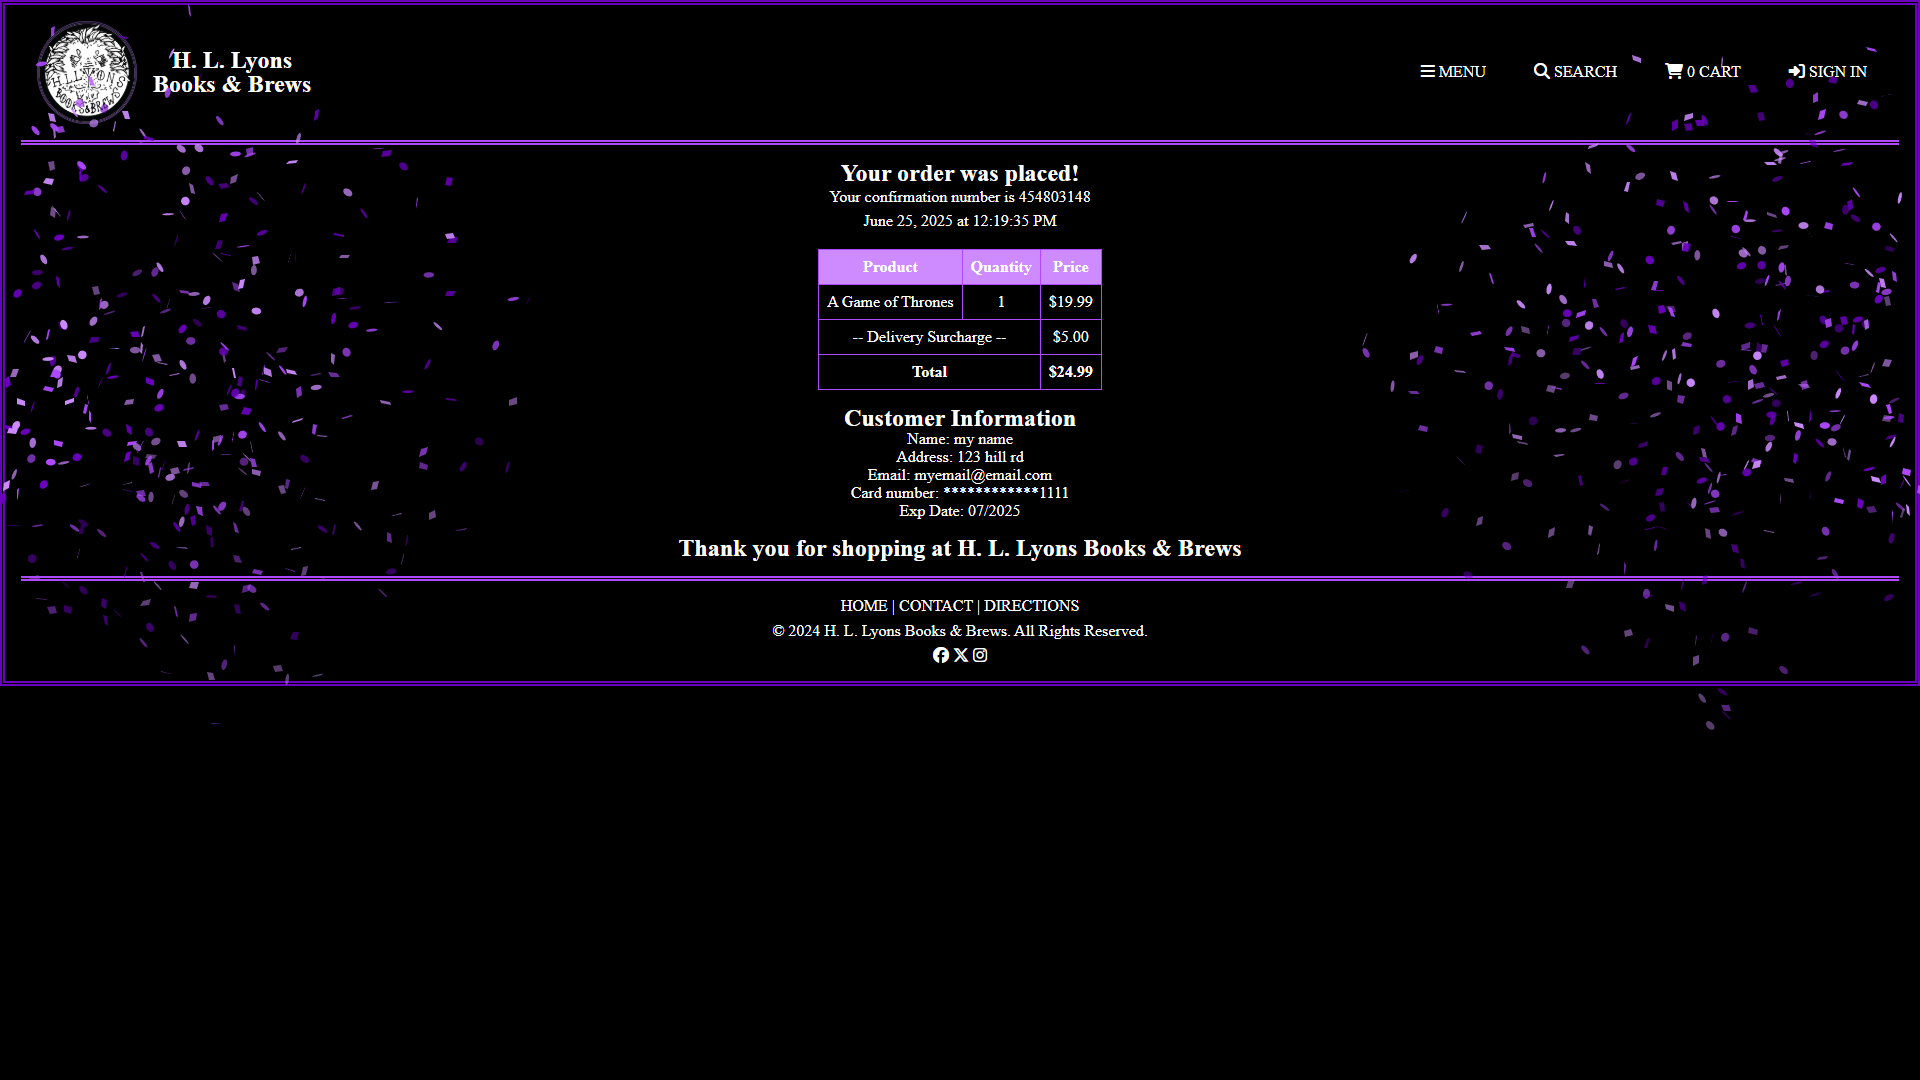 H. L. Lyons
Books & Brews
MENU
SEARCH
0 CART
SIGN IN
Your order was placed!
Your confirmation number is 454803148
June 25, 2025 at 12:19:35 PM
Product Quantity Price
A Game of Thrones 1 $19.99
-- Delivery Surcharge -- $5.00
Total $24.99
Customer Information
Name: my name
Address: 123 hill rd
Email: myemail@email.com
Card number: ************1111
Exp Date: 07/2025
Thank you for shopping at H. L. Lyons Books & Brews
HOME | CONTACT | DIRECTIONS
© 2024 H. L. Lyons Books & Brews. All Rights Reserved.